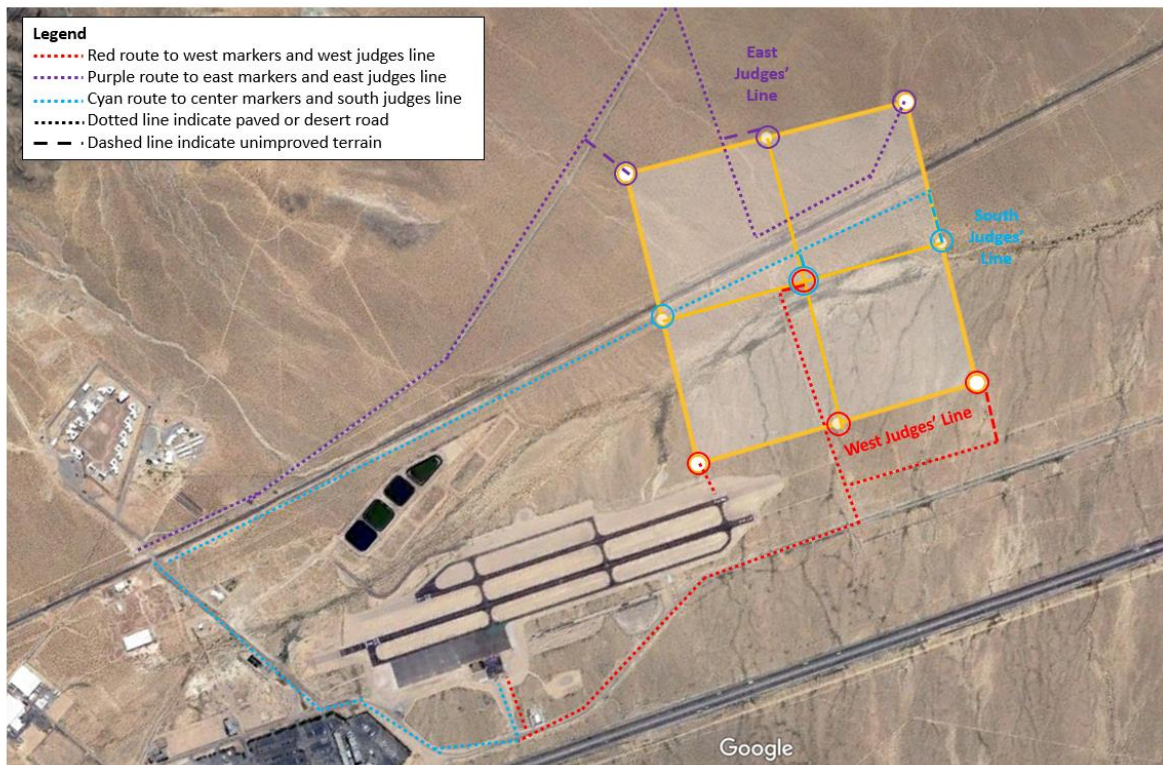 Legend
Red route to west markers and west judges line
Purple route to east markers and east judges line
Cyan route to center markers and south judges line
Dotted line indicate paved or desert road
Dashed line indicate unimproved terrain
East
Judges'
Line
South
Judges'
Line
West Judges' Line
Google